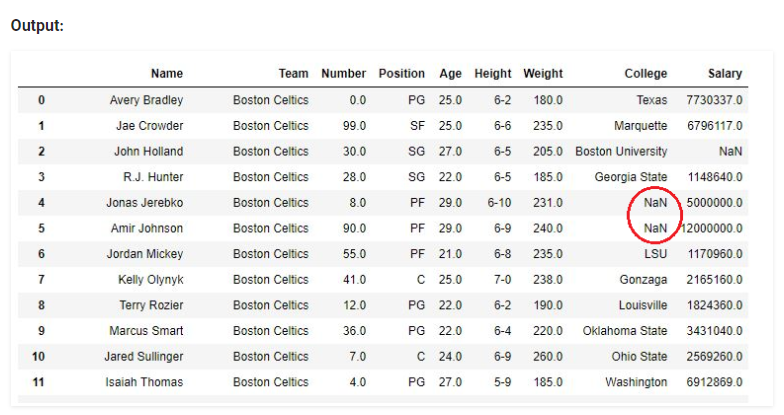 Output:
Name Team Number Position Age Height Weight College Salary
0 Avery Bradley Boston Celtics 0.0 PG 25.0 6-2 180.0 Texas 7730337.0
1 Jae Crowder Boston Celtics 99.0 SF 25.0 6-6 235.0 Marquette 6796117.0
2 John Holland Boston Celtics 30.0 SG 27.0 6-5 205.0 Boston University NaN
3 R.J. Hunter Boston Celtics 28.0 SG 22.0 6-5 185.0 Georgia State 1148640.0
4 Jonas Jerebko Boston Celtics 8.0 PF 29.0 6-10 231.0 NaN 5000000.0
5 Amir Johnson Boston Celtics 90.0 PF 29.0 6-9 240.0 NaN 12000000.0
6 Jordan Mickey Boston Celtics 55.0 PF 21.0 6-8 235.0 LSU 1170960.0
7 Kelly Olynyk Boston Celtics 41.0 C 25.0 7-0 238.0 Gonzaga 2165160.0
8 Terry Rozier Boston Celtics 12.0 PG 22.0 6-2 190.0 Louisville 1824360.0
9 Marcus Smart Boston Celtics 36.0 PG 22.0 6-4 220.0 Oklahoma State 3431040.0
10 Jared Sullinger Boston Celtics 7.0 C 24.0 6-9 260.0 Ohio State 2569260.0
11 Isaiah Thomas Boston Celtics 4.0 PG 27.0 5-9 185.0 Washington 6912869.0